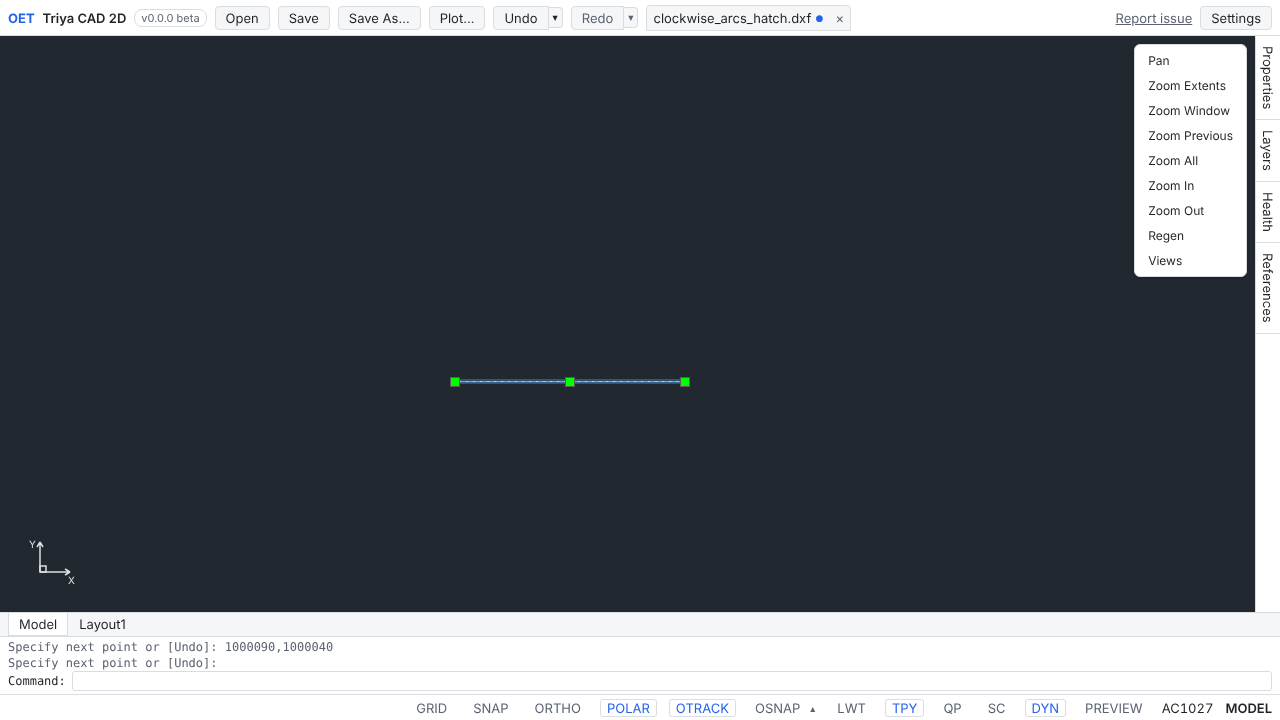 OET Triya CAD 2D v0.0.0 beta Open Save Save As... Plot... Undo ▾ Redo ▾ clockwise_arcs_hatch.dxf ● × Report issue Settings
Pan
Zoom Extents
Zoom Window
Zoom Previous
Zoom All
Zoom In
Zoom Out
Regen
Views
Properties
Layers
Health
References
Y
X
Model Layout1
Specify next point or [Undo]: 1000090,1000040
Specify next point or [Undo]:
Command:
GRID SNAP ORTHO POLAR OTRACK OSNAP ▲ LWT TPY QP SC DYN PREVIEW AC1027 MODEL